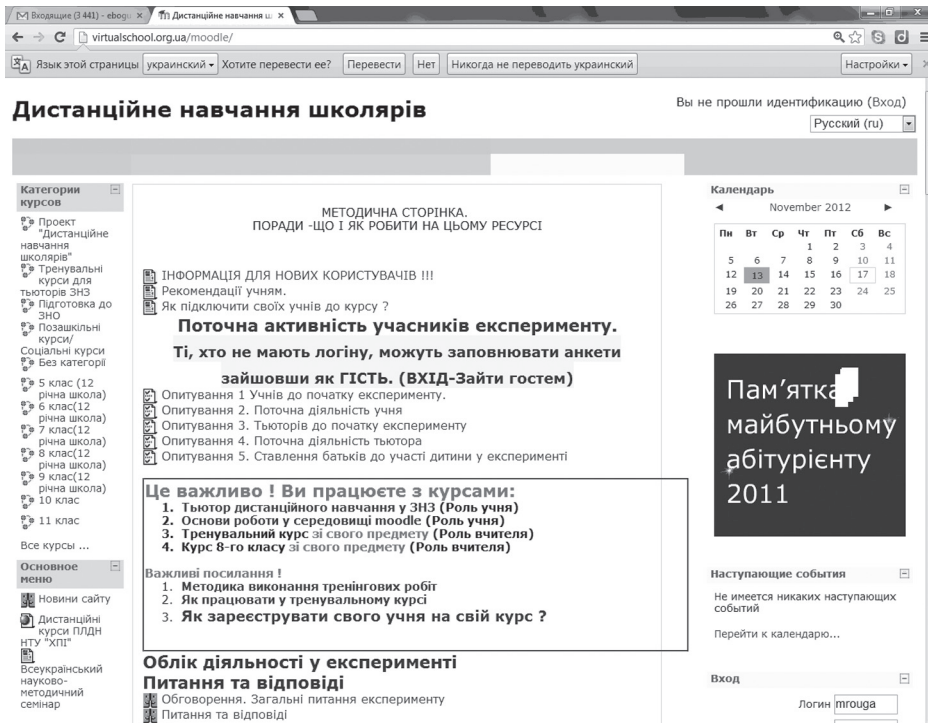 Входящие (3 441) - ebogu
Дистанційне навчання ш
virtualschool.org.ua/moodle/
Язык этой страницы украинский Хотите перевести ее? Перевести Нет Никогда не переводить украинский Настройки
Дистанційне навчання школярів
Вы не прошли идентификацию (Вход)
Русский (ru)
Категории
курсов
Проект
"Дистанційне
навчання
школярів"
Тренувальні
курси для
тьюторів ЗНЗ
Підготовка до
ЗНО
Позашкільні
курси/
Соціальні курси
Без категорії
5 клас (12
річна школа)
6 клас(12
річна школа)
7 клас(12
річна школа)
8 клас(12
річна школа)
9 клас(12
річна школа)
10 клас
11 клас
Все курсы ...
Основное
меню
Новини сайту
Дистанційні
курси ПЛДН
НТУ "ХПІ"
Всеукраїнський
науково-
методичний
семінар
МЕТОДИЧНА СТОРІНКА.
ПОРАДИ -ЩО І ЯК РОБИТИ НА ЦЬОМУ РЕСУРСІ
ІНФОРМАЦІЯ ДЛЯ НОВИХ КОРИСТУВАЧІВ !!!
Рекомендації учням.
Як підключити своїх учнів до курсу ?
Поточна активність учасників експерименту.
Ті, хто не мають логіну, можуть заповнювати анкети
зайшовши як ГІСТЬ. (ВХІД-Зайти гостем)
Опитування 1 Учнів до початку експерименту.
Опитування 2. Поточна діяльність учня
Опитування 3. Тьюторів до початку експерименту
Опитування 4. Поточна діяльність тьютора
Опитування 5. Ставлення батьків до участі дитини у експерименті
Це важливо ! Ви працюєте з курсами:
1. Тьютор дистанційного навчання у ЗНЗ (Роль учня)
2. Основи роботи у середовищі moodle (Роль учня)
3. Тренувальний курс зі свого предмету (Роль вчителя)
4. Курс 8-го класу зі свого предмету (Роль вчителя)
Важливі посилання !
1. Методика виконання тренінгових робіт
2. Як працювати у тренувальному курсі
3. Як зареєструвати свого учня на свій курс ?
Облік діяльності у експерименті
Питання та відповіді
Обговорення. Загальні питання експерименту
Питання та відповіді
Календарь
◄ November 2012 ►
Пн Вт Ср Чт Пт Сб Вс
1 2 3 4
5 6 7 8 9 10 11
12 13 14 15 16 17 18
19 20 21 22 23 24 25
26 27 28 29 30
Пам’ятка
майбутньому
абітурієнту
2011
Наступающие события
Не имеется никаких наступающих
событий
Перейти к календарю...
Вход
Логин mrouga